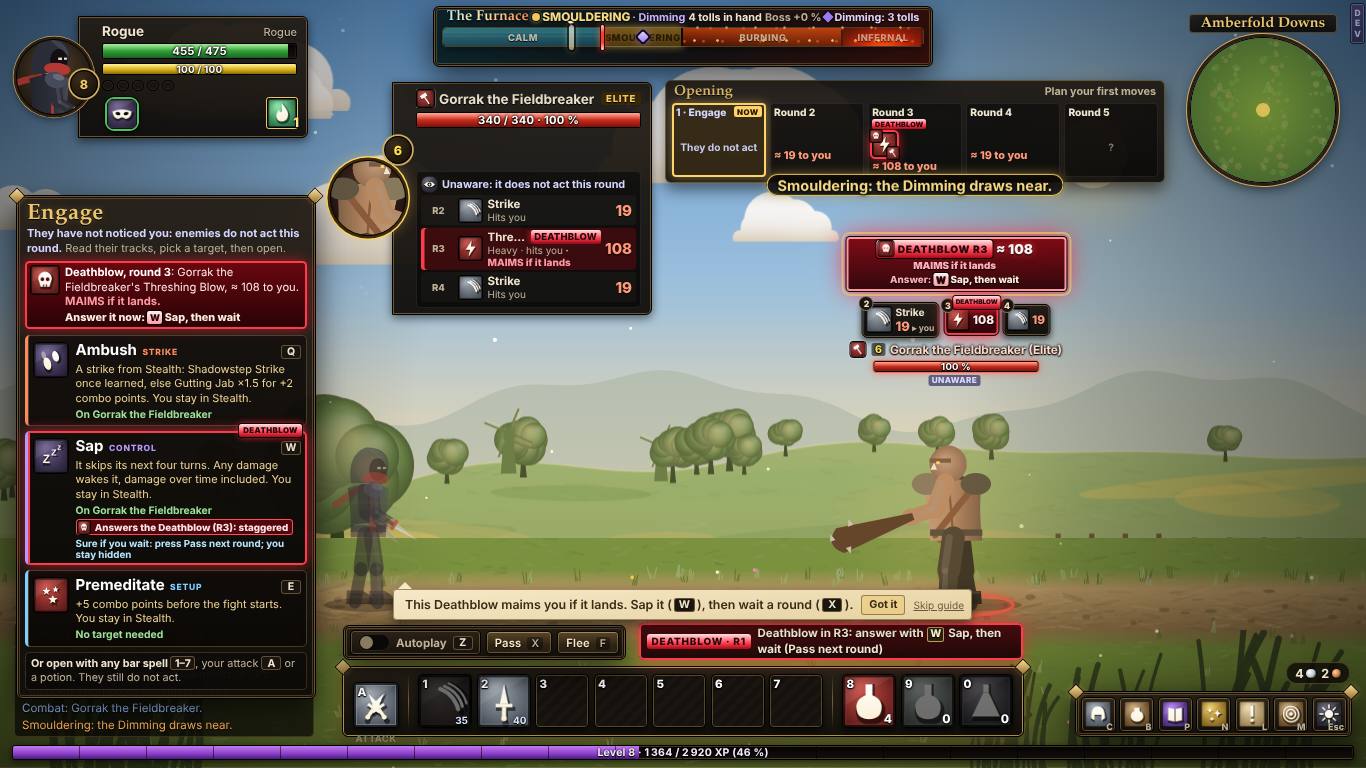 Rogue
Rogue
455 / 475
100 / 100
8
1
The Furnace SMOULDERING · Dimming 4 tolls in hand Boss +0 % Dimming: 3 tolls
CALM
SMOULDERING
BURNING
INFERNAL
Amberfold Downs
DEV
Gorrak the Fieldbreaker ELITE
340 / 340 · 100 %
6
Unaware: it does not act this round
R2 Strike 19
Hits you
R3 Thre... DEATHBLOW 108
Heavy · hits you ·
MAIMS if it lands
R4 Strike 19
Hits you
Opening
Plan your first moves
1 · Engage NOW
They do not act
Round 2
≈ 19 to you
Round 3
DEATHBLOW
≈ 108 to you
Round 4
≈ 19 to you
Round 5
?
Smouldering: the Dimming draws near.
DEATHBLOW R3 ≈ 108
MAIMS if it lands
Answer: W Sap, then wait
2 Strike
19 ▸ you
3 DEATHBLOW
108
4 19
6 Gorrak the Fieldbreaker (Elite)
100 %
UNAWARE
Engage
They have not noticed you: enemies do not act this
round. Read their tracks, pick a target, then open.
Deathblow, round 3: Gorrak the
Fieldbreaker's Threshing Blow, ≈ 108 to you.
MAIMS if it lands.
Answer it now: W Sap, then wait
Ambush STRIKE Q
A strike from Stealth: Shadowstep Strike
once learned, else Gutting Jab ×1.5 for +2
combo points. You stay in Stealth.
On Gorrak the Fieldbreaker
DEATHBLOW
Sap CONTROL W
It skips its next four turns. Any damage
wakes it, damage over time included. You
stay in Stealth.
On Gorrak the Fieldbreaker
Answers the Deathblow (R3): staggered
Sure if you wait: press Pass next round; you
stay hidden
Premeditate SETUP E
+5 combo points before the fight starts.
You stay in Stealth.
No target needed
Or open with any bar spell 1–7, your attack A or
a potion. They still do not act.
Combat: Gorrak the Fieldbreaker.
Smouldering: the Dimming draws near.
This Deathblow maims you if it lands. Sap it ( W ), then wait a round ( X ). Got it Skip guide
Autoplay Z
Pass X
Flee F
DEATHBLOW · R1
Deathblow in R3: answer with W Sap, then
wait (Pass next round)
A
ATTACK
1 35
2 40
3
4
5
6
7
8 4
9 0
0 0
4 2
C B P N L M Esc
Level 8 · 1 364 / 2 920 XP (46 %)